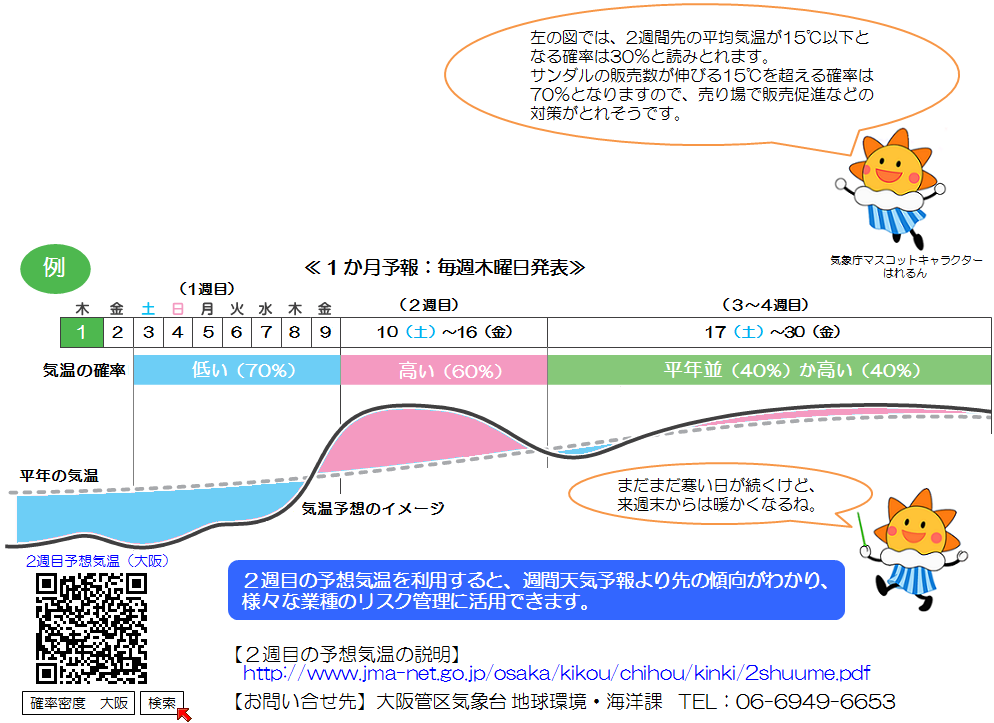 左の図では、2週間先の平均気温が15℃以下と
なる確率は30%と読みとれます。
サンダルの販売数が伸びる15℃を超える確率は
70%となりますので、売り場で販売促進などの
対策がとれそうです。
気象庁マスコットキャラクター
はれるん
例
≪１か月予報：毎週木曜日発表≫
（1週目）
（2週目）
（3～4週目）
木 金 土 日 月 火 水 木 金
1 2 3 4 5 6 7 8 9 10（土）～16（金） 17（土）～30（金）
気温の確率 低い（70%） 高い（60%） 平年並（40%）か高い（40%）
平年の気温
気温予想のイメージ
まだまだ寒い日が続くけど、
来週末からは暖かくなるね。
2週目予想気温（大阪）
２週目の予想気温を利用すると、週間天気予報より先の傾向がわかり、
様々な業種のリスク管理に活用できます。
【２週目の予想気温の説明】
http://www.jma-net.go.jp/osaka/kikou/chihou/kinki/2shuume.pdf
確率密度　大阪 検索
【お問い合せ先】大阪管区気象台 地球環境・海洋課　TEL：06-6949-6653